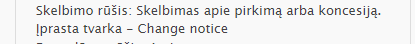 Skelbimo rūšis: Skelbimas apie pirkimą arba koncesiją.
Įprasta tvarka – Change notice